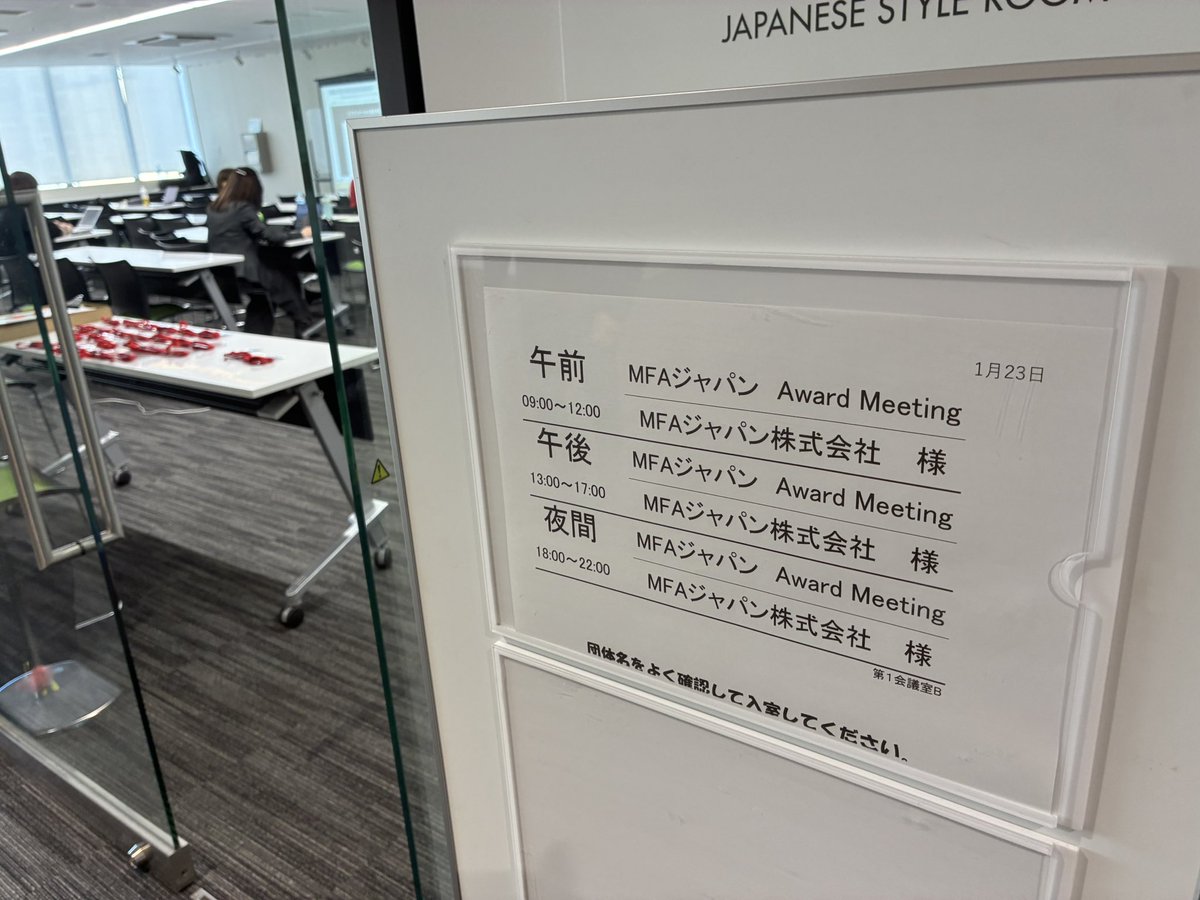 JAPANESE STYLE ROOM
1月23日
午前 MFAジャパン Award Meeting
09:00～12:00 MFAジャパン株式会社 様
午後 MFAジャパン Award Meeting
13:00～17:00 MFAジャパン株式会社 様
夜間 MFAジャパン Award Meeting
18:00～22:00 MFAジャパン株式会社 様
第1会議室B
団体名をよく確認して入室してください。